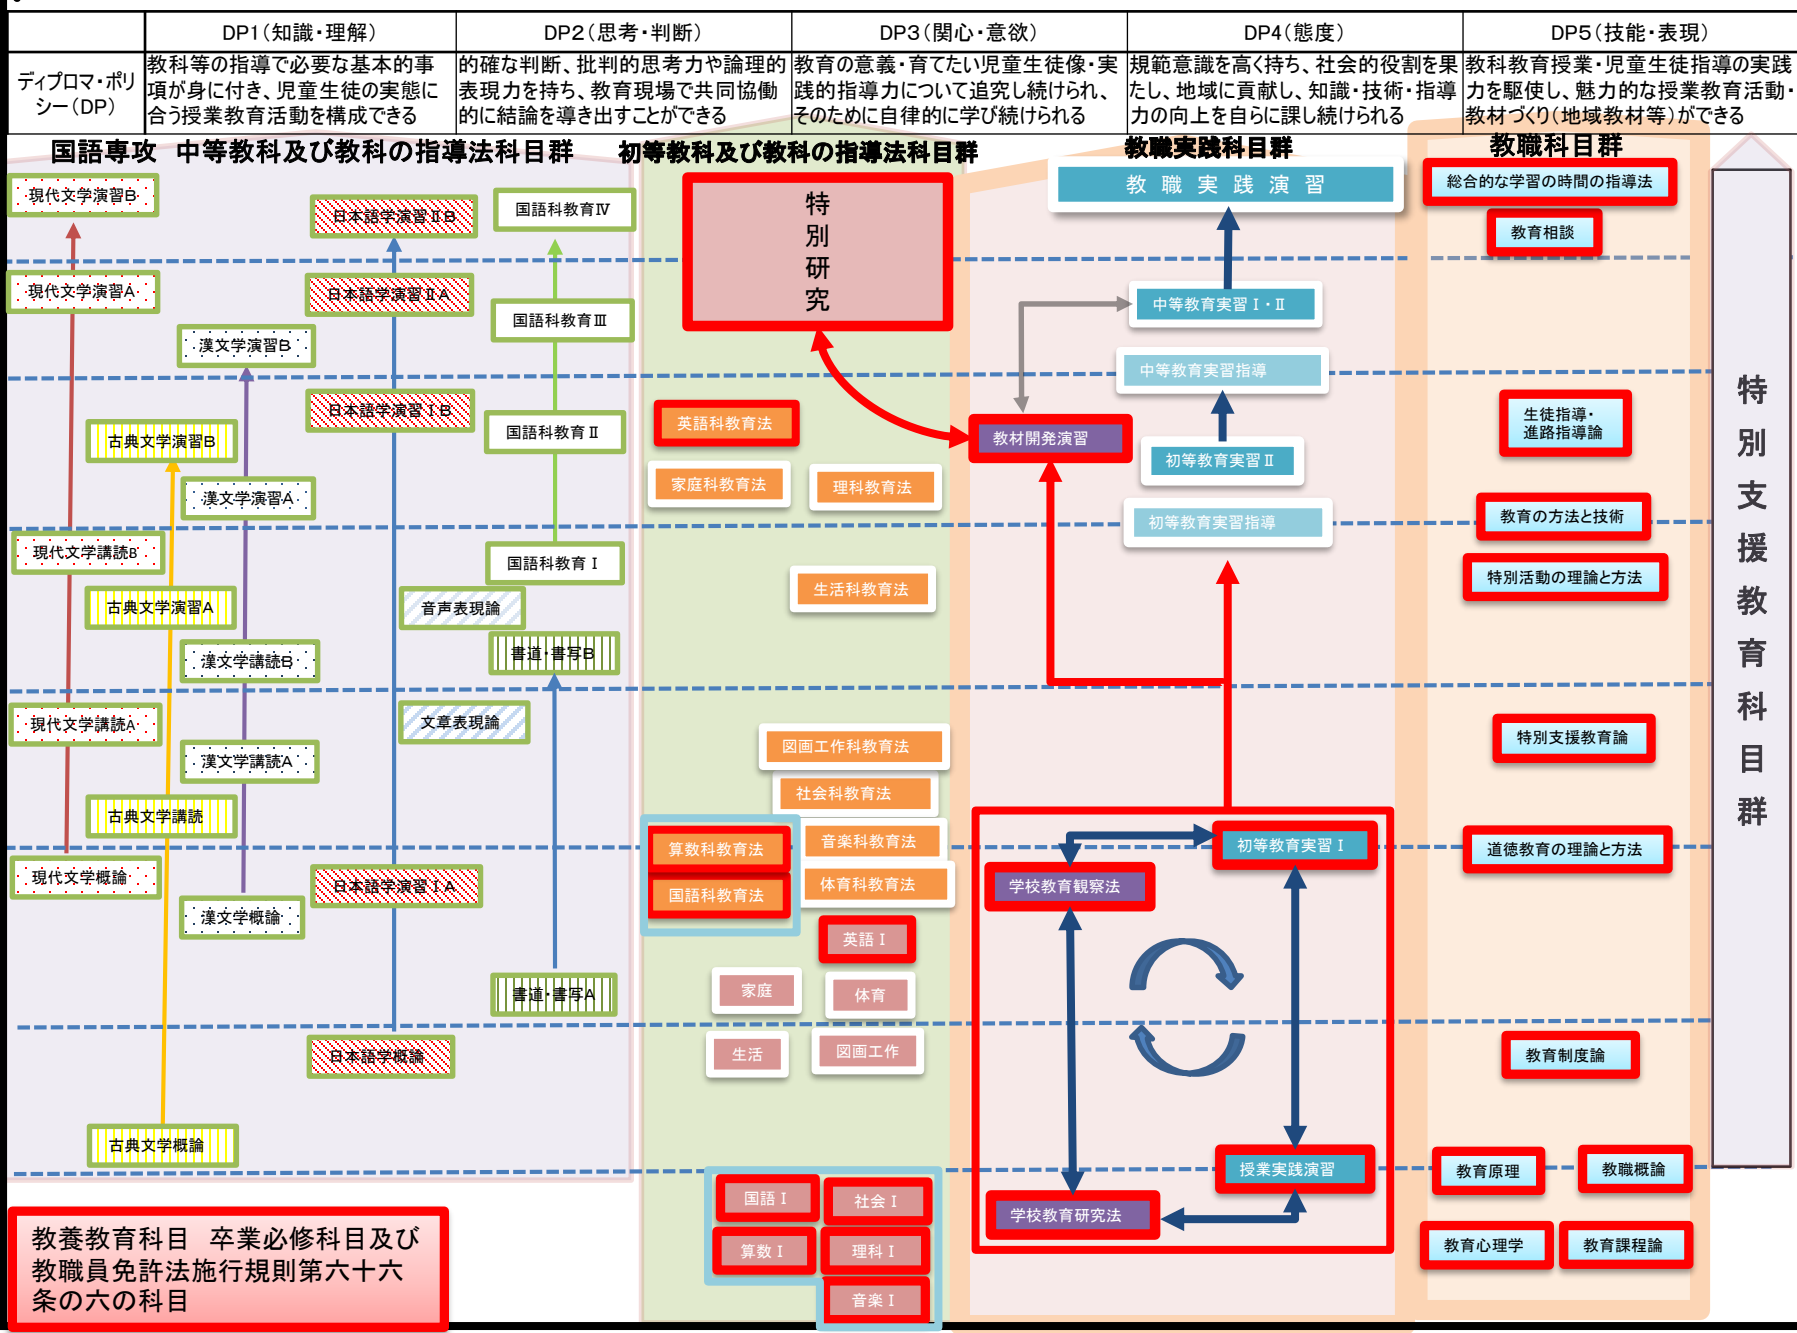 DP1(知識・理解)
DP2(思考・判断)
DP3(関心・意欲)
DP4(態度)
DP5(技能・表現)
ディプロマ・ポリ
シー(DP)
教科等の指導で必要な基本的事
項が身に付き、児童生徒の実態に
合う授業教育活動を構成できる
的確な判断、批判的思考力や論理的
表現力を持ち、教育現場で共同協働
的に結論を導き出すことができる
教育の意義・育てたい児童生徒像・実
践的指導力について追究し続けられ、
そのために自律的に学び続けられる
規範意識を高く持ち、社会的役割を果
たし、地域に貢献し、知識・技術・指導
力の向上を自らに課し続けられる
教科教育授業・児童生徒指導の実践
力を駆使し、魅力的な授業教育活動・
教材づくり(地域教材等)ができる
国語専攻 中等教科及び教科の指導法科目群
初等教科及び教科の指導法科目群
教職実践科目群
教職科目群
現代文学演習B
日本語学演習ⅡB
国語科教育Ⅳ
現代文学演習A
日本語学演習ⅡA
国語科教育Ⅲ
漢文学演習B
日本語学演習ⅠB
国語科教育Ⅱ
古典文学演習B
漢文学演習A
現代文学講読B
国語科教育Ⅰ
古典文学演習A
音声表現論
漢文学講読B
書道・書写B
現代文学講読A
文章表現論
漢文学講読A
古典文学講読
現代文学概論
日本語学演習ⅠA
漢文学概論
書道・書写A
日本語学概論
古典文学概論
特
別
研
究
英語科教育法
家庭科教育法
理科教育法
生活科教育法
図画工作科教育法
社会科教育法
算数科教育法
音楽科教育法
国語科教育法
体育科教育法
英語Ⅰ
家庭
体育
生活
図画工作
国語Ⅰ
社会Ⅰ
算数Ⅰ
理科Ⅰ
音楽Ⅰ
教職実践演習
中等教育実習Ⅰ・Ⅱ
中等教育実習指導
教材開発演習
初等教育実習Ⅱ
初等教育実習指導
初等教育実習Ⅰ
学校教育観察法
授業実践演習
学校教育研究法
総合的な学習の時間の指導法
教育相談
生徒指導・
進路指導論
教育の方法と技術
特別活動の理論と方法
特別支援教育論
道徳教育の理論と方法
教育制度論
教育原理
教職概論
教育心理学
教育課程論
特
別
支
援
教
育
科
目
群
教養教育科目 卒業必修科目及び
教職員免許法施行規則第六十六
条の六の科目